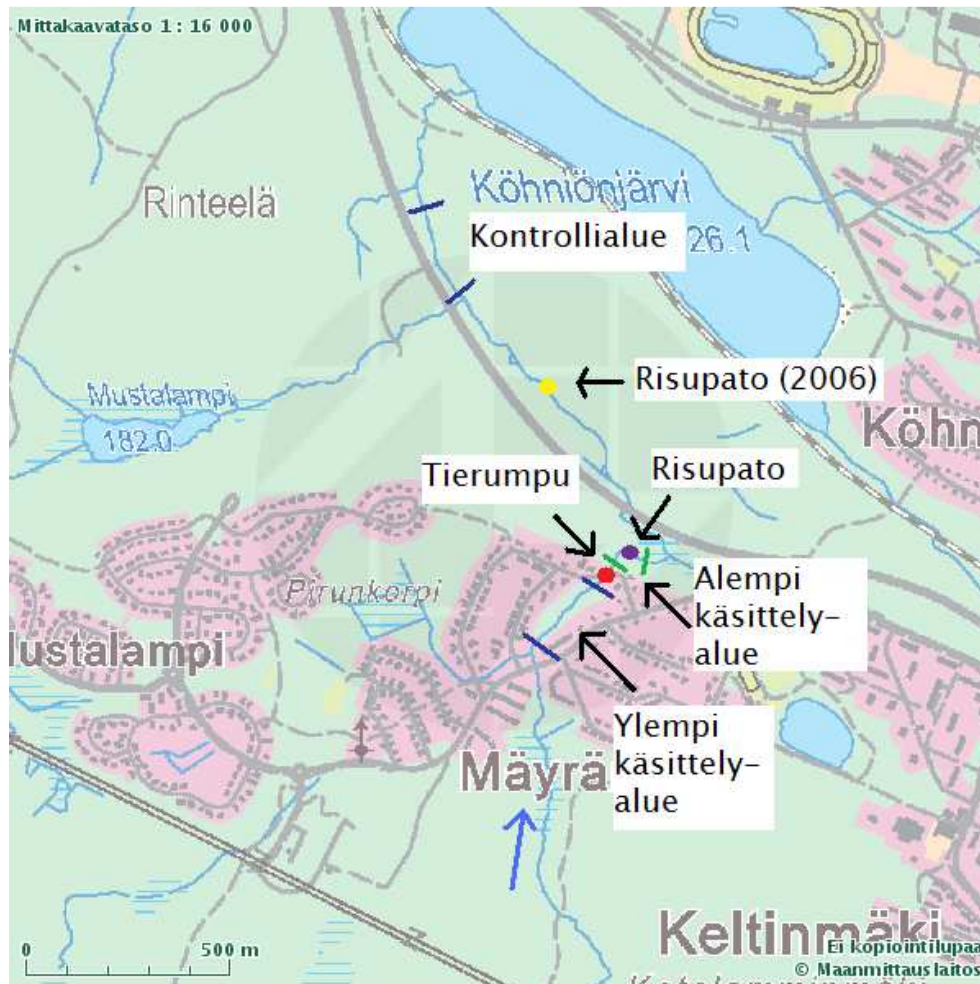 Mittakaavataso 1 : 16 000
Rinteelä
Köhniönjärvi
Kontrollialue
26.1
Mustalampi
182.0
Risupato (2006)
Köhn
Tierumpu
Risupato
Pirunkorpi
Alempi
käsittely-
alue
ustalampi
Ylempi
käsittely-
alue
Mäyrä
Keltinmäki
0
500 m
Ei kopiointilupaa
© Maanmittauslaitos